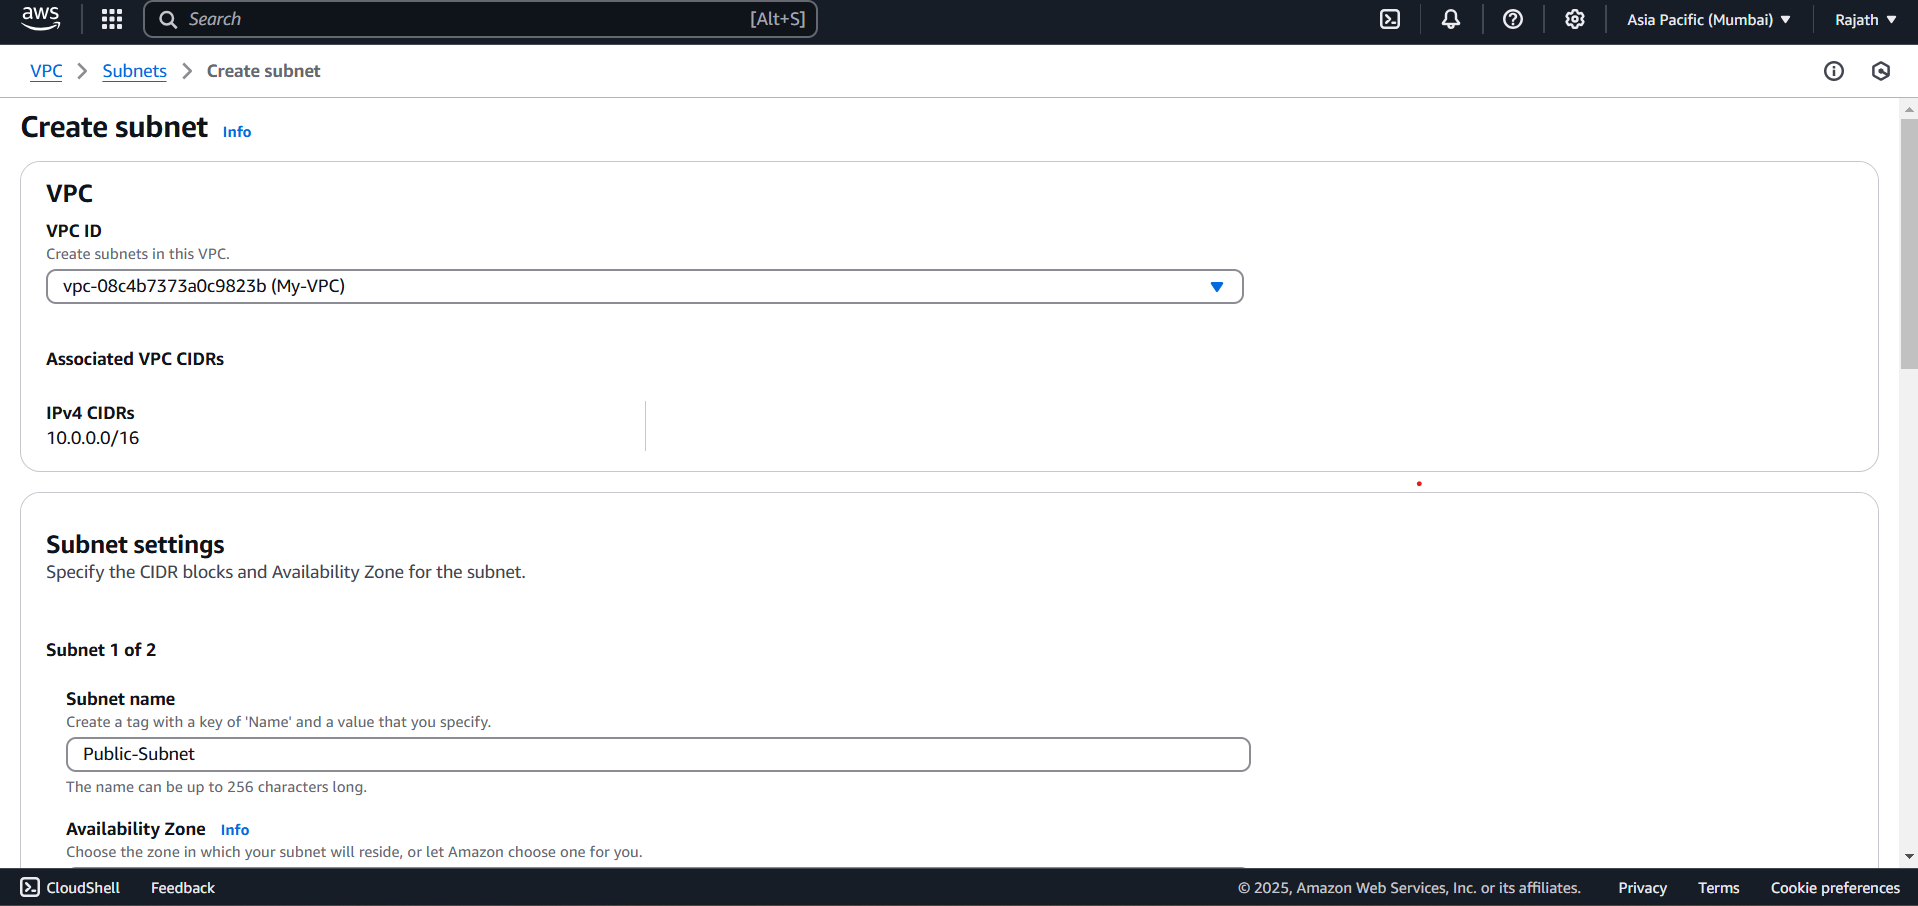 aws Search [Alt+S] Asia Pacific (Mumbai) Rajath
VPC Subnets Create subnet
Create subnet Info
VPC
VPC ID
Create subnets in this VPC.
vpc-08c4b7373a0c9823b (My-VPC)
Associated VPC CIDRs
IPv4 CIDRs
10.0.0.0/16
Subnet settings
Specify the CIDR blocks and Availability Zone for the subnet.
Subnet 1 of 2
Subnet name
Create a tag with a key of 'Name' and a value that you specify.
Public-Subnet
The name can be up to 256 characters long.
Availability Zone Info
Choose the zone in which your subnet will reside, or let Amazon choose one for you.
CloudShell Feedback © 2025, Amazon Web Services, Inc. or its affiliates. Privacy Terms Cookie preferences